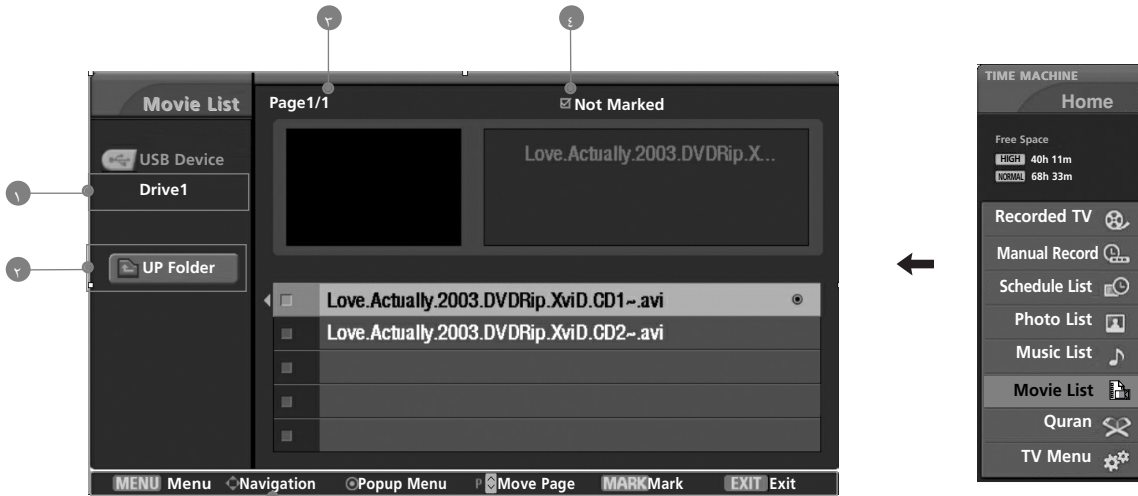 ٣
٤
Movie List
Page1/1
Not Marked
USB Device
Drive1
١
UP Folder
٢
Love.Actually.2003.DVDRip.X...
Love.Actually.2003.DVDRip.XviD.CD1~.avi
Love.Actually.2003.DVDRip.XviD.CD2~.avi
MENU Menu Navigation Popup Menu P Move Page MARK Mark EXIT Exit
TIME MACHINE
Home
Free Space
HIGH 40h 11m
NORMAL 68h 33m
Recorded TV
Manual Record
Schedule List
Photo List
Music List
Movie List
Quran
TV Menu